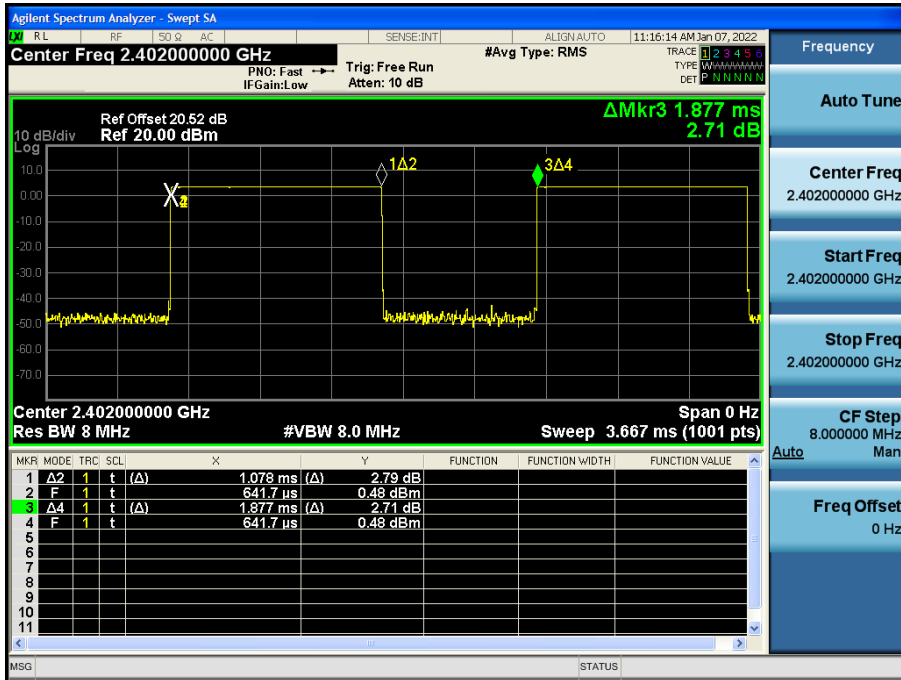 Agilent Spectrum Analyzer - Swept SA
LXI RL RF 50 Ω AC SENSE:INT ALIGN AUTO 11:16:14 AM Jan 07, 2022
Center Freq 2.402000000 GHz #Avg Type: RMS TRACE 1 2 3 4 5 6
PNO: Fast Trig: Free Run TYPE WWWWWW
IFGain:Low Atten: 10 dB DET P N N N N N
Ref Offset 20.52 dB ΔMkr3 1.877 ms
10 dB/div Ref 20.00 dBm 2.71 dB
Log
10.0
1Δ2
3Δ4
0.00
-10.0
-20.0
-30.0
-40.0
-50.0
-60.0
-70.0
Center 2.402000000 GHz Span 0 Hz
Res BW 8 MHz #VBW 8.0 MHz Sweep 3.667 ms (1001 pts)
MKR MODE TRC SCL X Y FUNCTION FUNCTION WIDTH FUNCTION VALUE
1 Δ2 1 t (Δ) 1.078 ms (Δ) 2.79 dB
2 F 1 t 641.7 µs 0.48 dBm
3 Δ4 1 t (Δ) 1.877 ms (Δ) 2.71 dB
4 F 1 t 641.7 µs 0.48 dBm
5
6
7
8
9
10
11
MSG STATUS
Frequency
Auto Tune
Center Freq
2.402000000 GHz
Start Freq
2.402000000 GHz
Stop Freq
2.402000000 GHz
CF Step
8.000000 MHz
Auto Man
Freq Offset
0 Hz